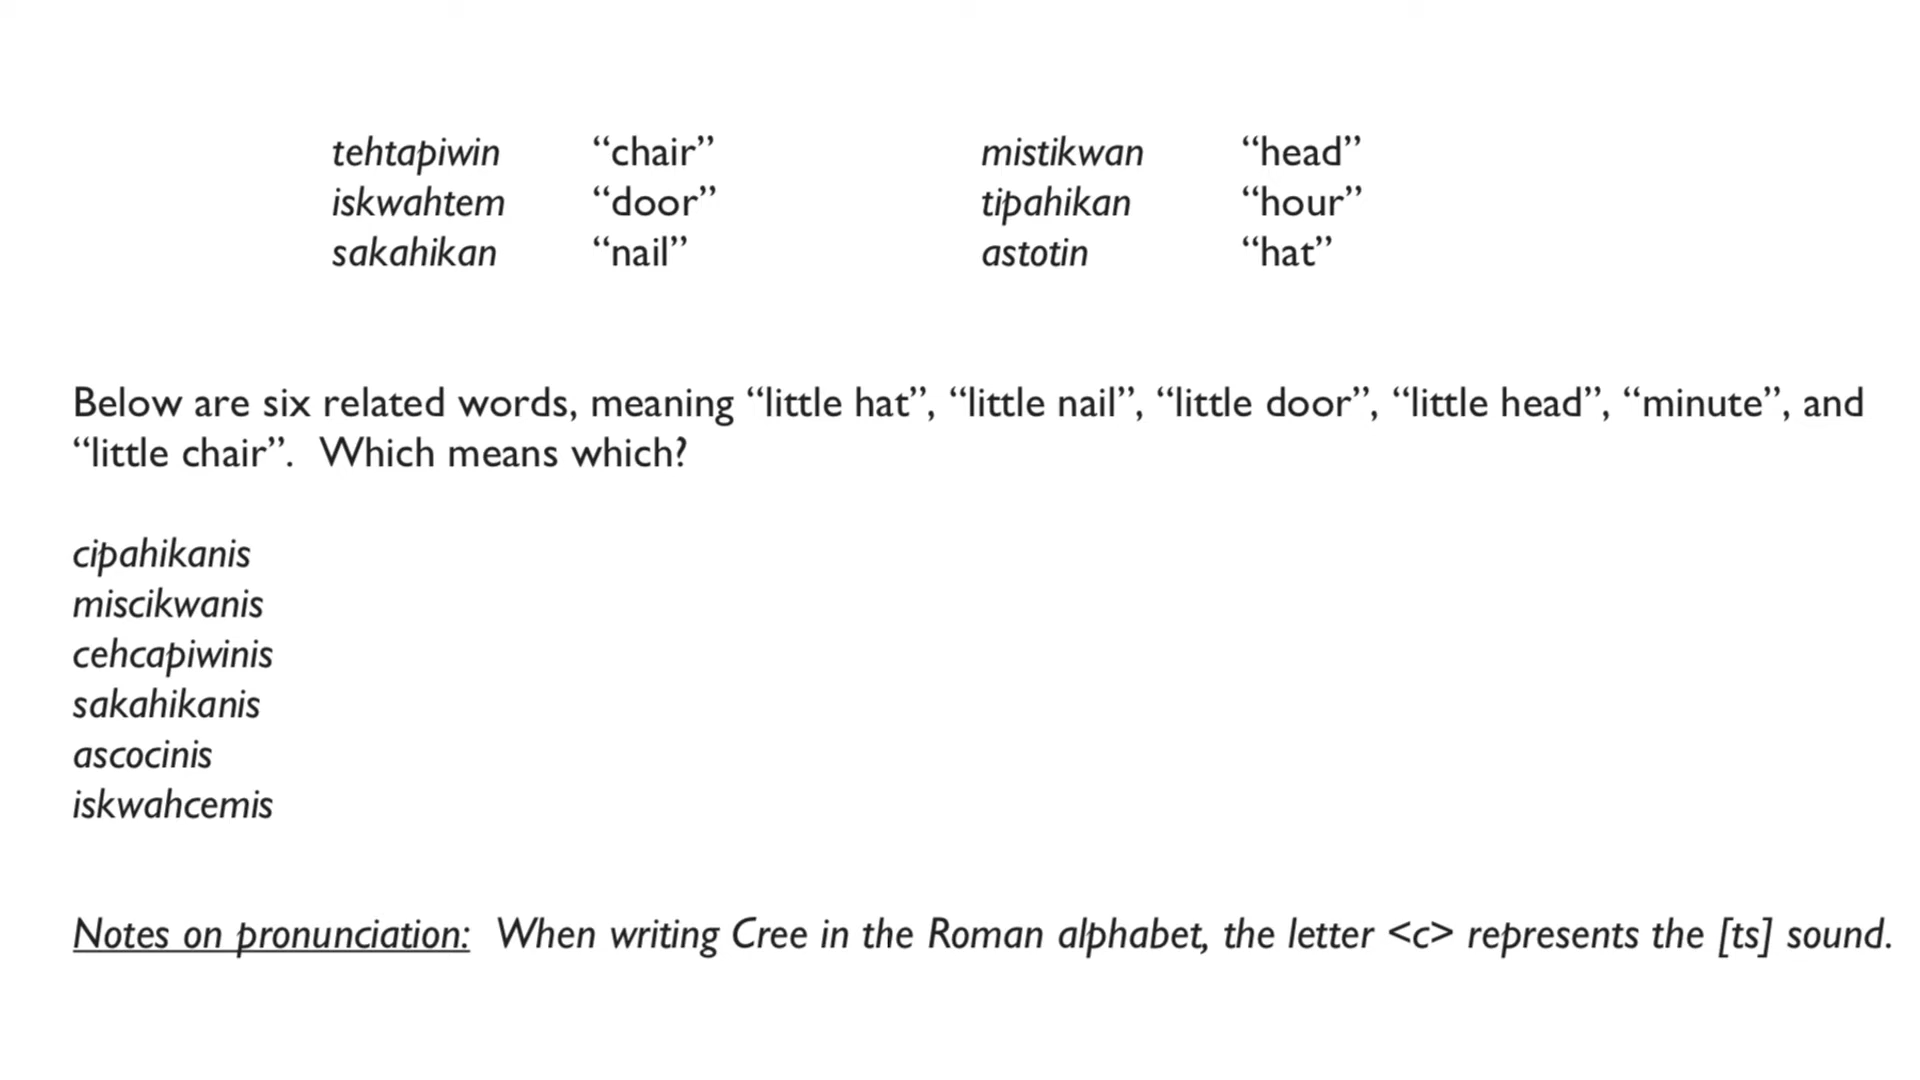 tehtapiwin “chair” mistikwan “head”
iskwahtem “door” tipahikan “hour”
sakahikan “nail” astotin “hat”
Below are six related words, meaning “little hat”, “little nail”, “little door”, “little head”, “minute”, and
“little chair”. Which means which?
cipahikanis
miscikwanis
cehcapiwinis
sakahikanis
ascocinis
iskwahcemis
Notes on pronunciation: When writing Cree in the Roman alphabet, the letter <c> represents the [ts] sound.